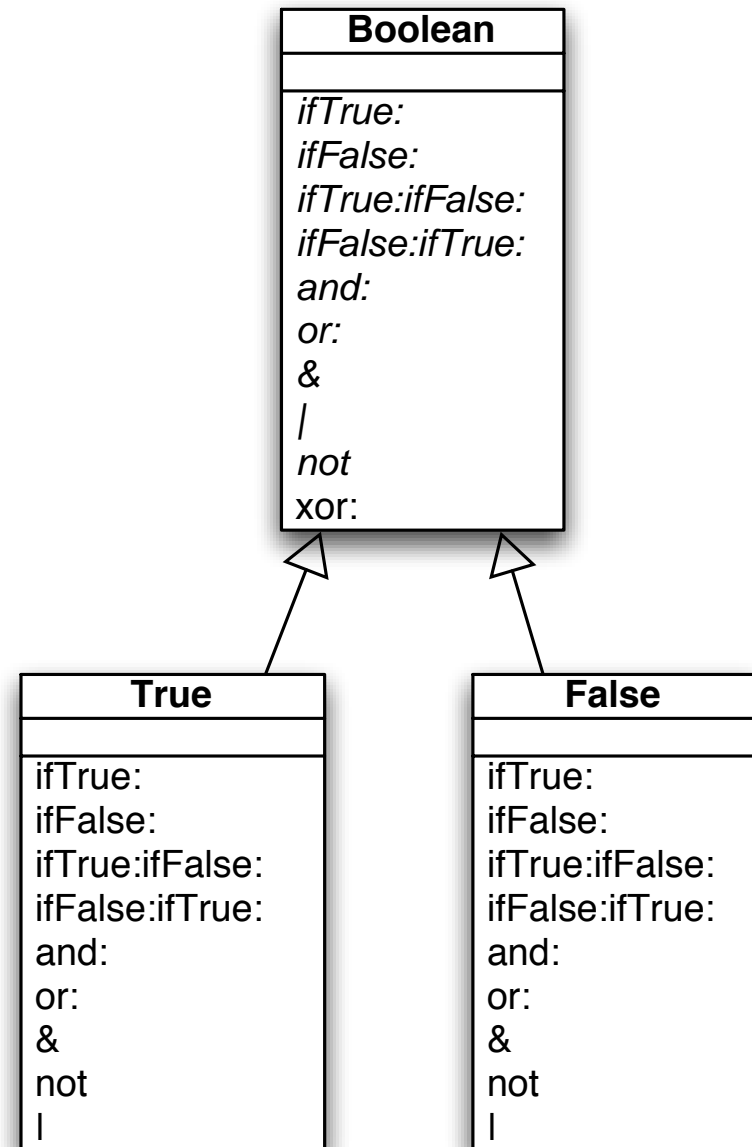 Boolean
ifTrue:
ifFalse:
ifTrue:ifFalse:
ifFalse:ifTrue:
and:
or:
&
|
not
xor:
True
ifTrue:
ifFalse:
ifTrue:ifFalse:
ifFalse:ifTrue:
and:
or:
&
not
|
False
ifTrue:
ifFalse:
ifTrue:ifFalse:
ifFalse:ifTrue:
and:
or:
&
not
|